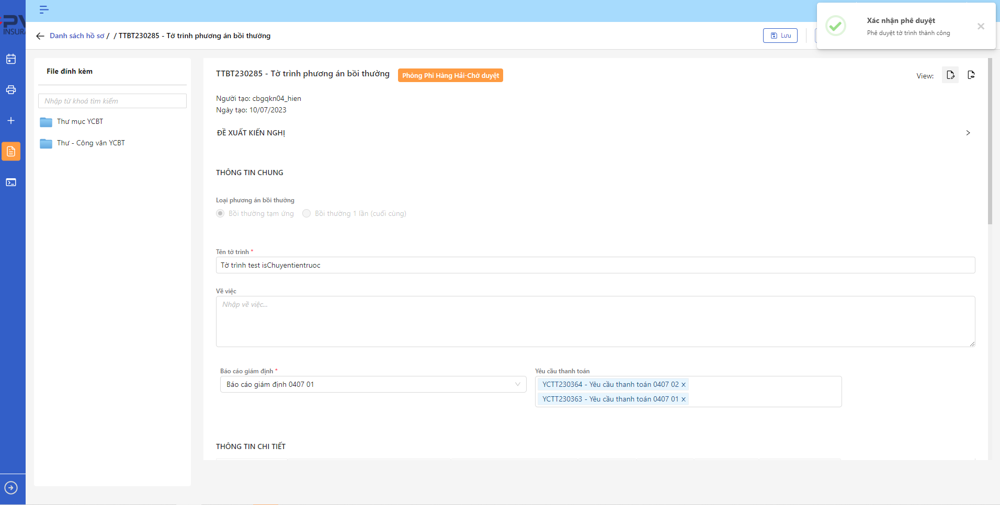 PV
INSURA
Danh sách hồ sơ / / TTBT230285 - Tờ trình phương án bồi thường
Lưu
Xác nhận phê duyệt
Phê duyệt tờ trình thành công
File đính kèm
Nhập từ khoá tìm kiếm
Thư mục YCBT
Thư - Công văn YCBT
TTBT230285 - Tờ trình phương án bồi thường
Phòng Phi Hàng Hải-Chờ duyệt
View:
Người tạo: cbgqkn04_hien
Ngày tạo: 10/07/2023
ĐỀ XUẤT KIẾN NGHỊ
THÔNG TIN CHUNG
Loại phương án bồi thường
Bồi thường tạm ứng
Bồi thường 1 lần (cuối cùng)
Tên tờ trình *
Tờ trình test isChuyentientruoc
Về việc
Nhập về việc...
Báo cáo giám định *
Báo cáo giám định 0407 01
Yêu cầu thanh toán
YCTT230364 - Yêu cầu thanh toán 0407 02 x
YCTT230363 - Yêu cầu thanh toán 0407 01 x
THÔNG TIN CHI TIẾT